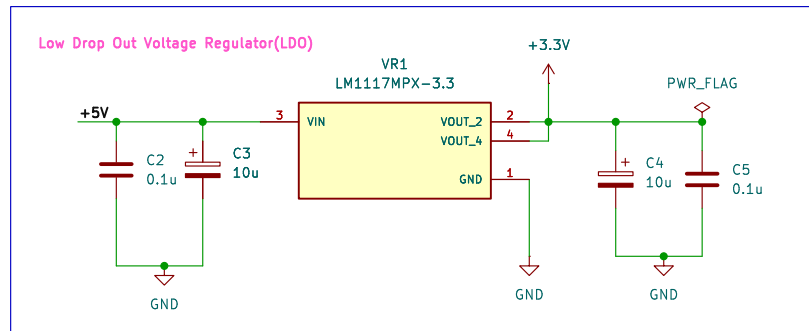 Low Drop Out Voltage Regulator(LDO)
+3.3V
VR1
LM1117MPX-3.3
PWR_FLAG
+5V
3
VIN
VOUT_2
2
VOUT_4
4
GND
1
C2
0.1u
+
C3
10u
+
C4
10u
C5
0.1u
GND
GND
GND